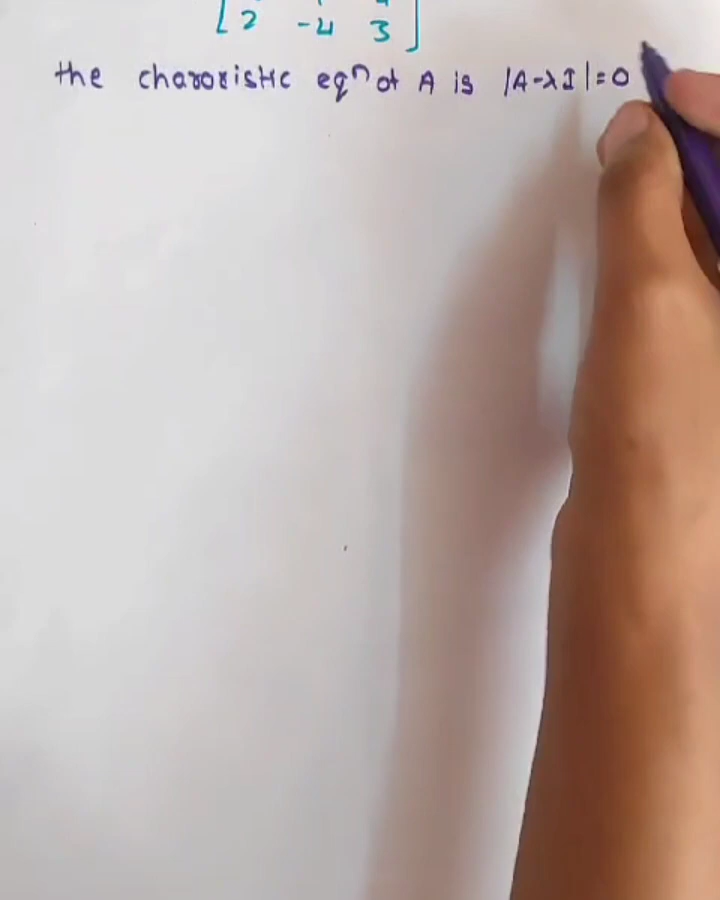 [ 2 -4 3 ]
the charoristic eqⁿ of A is |A-λI|=0